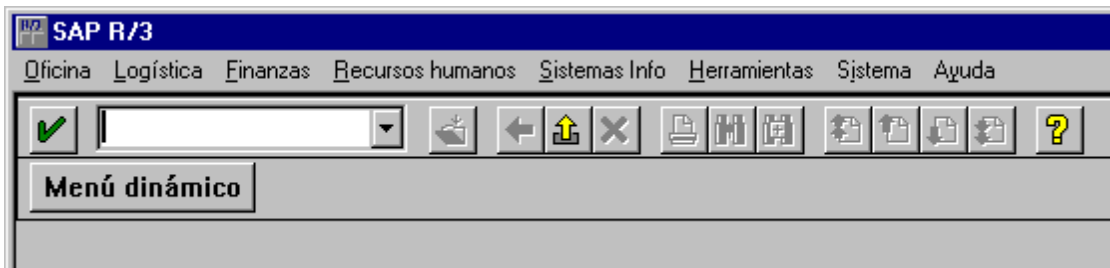 SAP R/3
Oficina Logística Finanzas Recursos humanos Sistemas Info Herramientas Sistema Ayuda
Menú dinámico